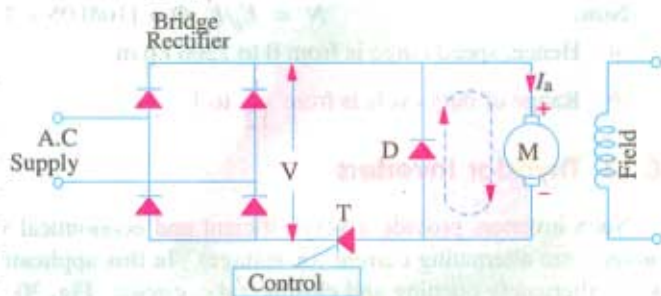 Bridge
Rectifier
A.C
Supply
V
D
T
Iₐ
+
M
−
Field
Control